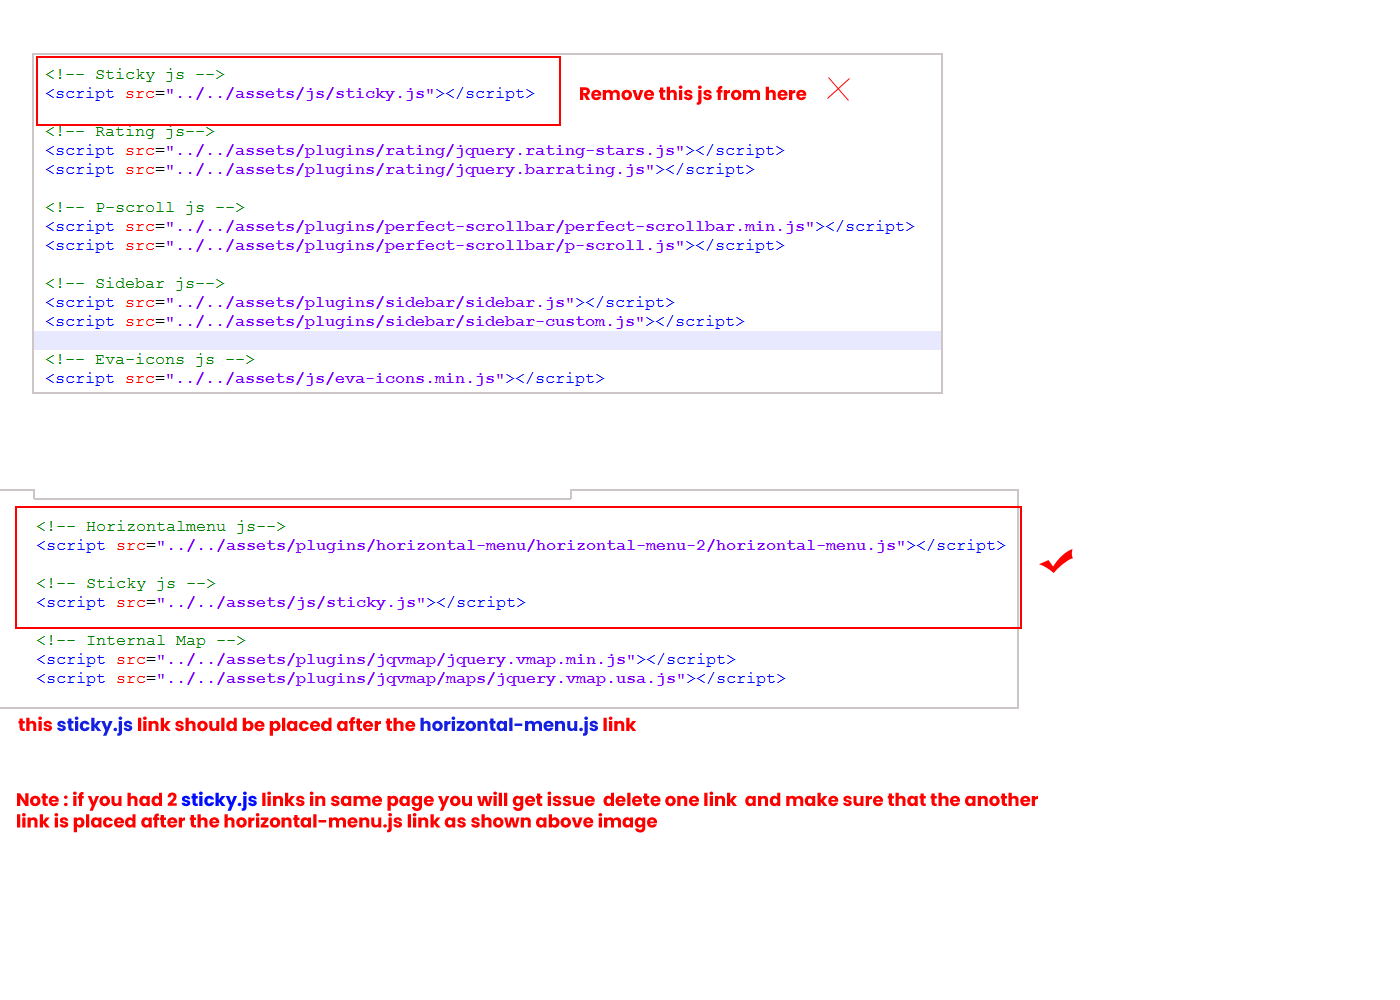 <!-- Sticky js -->
<script src="../../assets/js/sticky.js"></script>
Remove this js from here
<!-- Rating js-->
<script src="../../assets/plugins/rating/jquery.rating-stars.js"></script>
<script src="../../assets/plugins/rating/jquery.barrating.js"></script>
<!-- P-scroll js -->
<script src="../../assets/plugins/perfect-scrollbar/perfect-scrollbar.min.js"></script>
<script src="../../assets/plugins/perfect-scrollbar/p-scroll.js"></script>
<!-- Sidebar js-->
<script src="../../assets/plugins/sidebar/sidebar.js"></script>
<script src="../../assets/plugins/sidebar/sidebar-custom.js"></script>
<!-- Eva-icons js -->
<script src="../../assets/js/eva-icons.min.js"></script>
<!-- Horizontalmenu js-->
<script src="../../assets/plugins/horizontal-menu/horizontal-menu-2/horizontal-menu.js"></script>
<!-- Sticky js -->
<script src="../../assets/js/sticky.js"></script>
<!-- Internal Map -->
<script src="../../assets/plugins/jqvmap/jquery.vmap.min.js"></script>
<script src="../../assets/plugins/jqvmap/maps/jquery.vmap.usa.js"></script>
this sticky.js link should be placed after the horizontal-menu.js link
Note : if you had 2 sticky.js links in same page you will get issue  delete one link  and make sure that the another
link is placed after the horizontal-menu.js link as shown above image